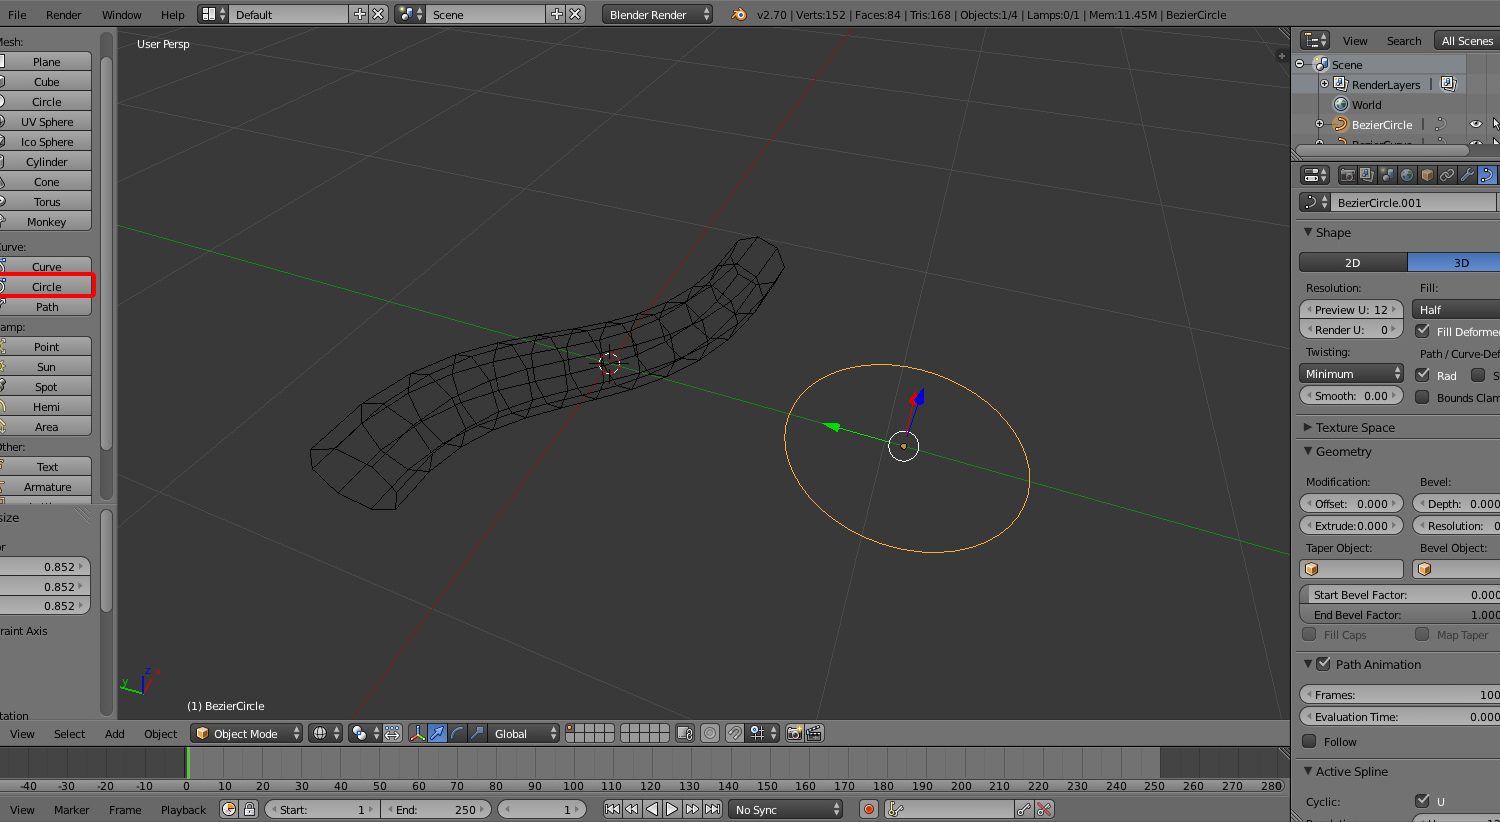 File Render Window Help Default Scene Blender Render v2.70 | Verts:152 | Faces:84 | Tris:168 | Objects:1/4 | Lamps:0/1 | Mem:11.45M | BezierCircle
Mesh:
Plane
Cube
Circle
UV Sphere
Ico Sphere
Cylinder
Cone
Torus
Monkey
Curve:
Curve
Circle
Path
amp:
Point
Sun
Spot
Hemi
Area
Other:
Text
Armature
size
or
0.852
0.852
0.852
raint Axis
tation
User Persp
y z x
(1) BezierCircle
View Search All Scenes
Scene
RenderLayers |
World
BezierCircle |
BezierCircle.001
Shape
2D 3D
Resolution: Fill:
Preview U: 12 Half
Render U: 0 Fill Deforme
Twisting: Path / Curve-Def
Minimum Rad S
Smooth: 0.00 Bounds Clam
Texture Space
Geometry
Modification: Bevel:
Offset: 0.000 Depth: 0.000
Extrude:0.000 Resolution: 0
Taper Object: Bevel Object:
Start Bevel Factor: 0.000
End Bevel Factor: 1.000
Fill Caps Map Taper
Path Animation
Frames: 100
Evaluation Time: 0.000
Follow
Active Spline
Cyclic: U
View Select Add Object Object Mode Global
-40 -30 -20 -10 0 10 20 30 40 50 60 70 80 90 100 110 120 130 140 150 160 170 180 190 200 210 220 230 240 250 260 270 280
View Marker Frame Playback Start: 1 End: 250 1 No Sync